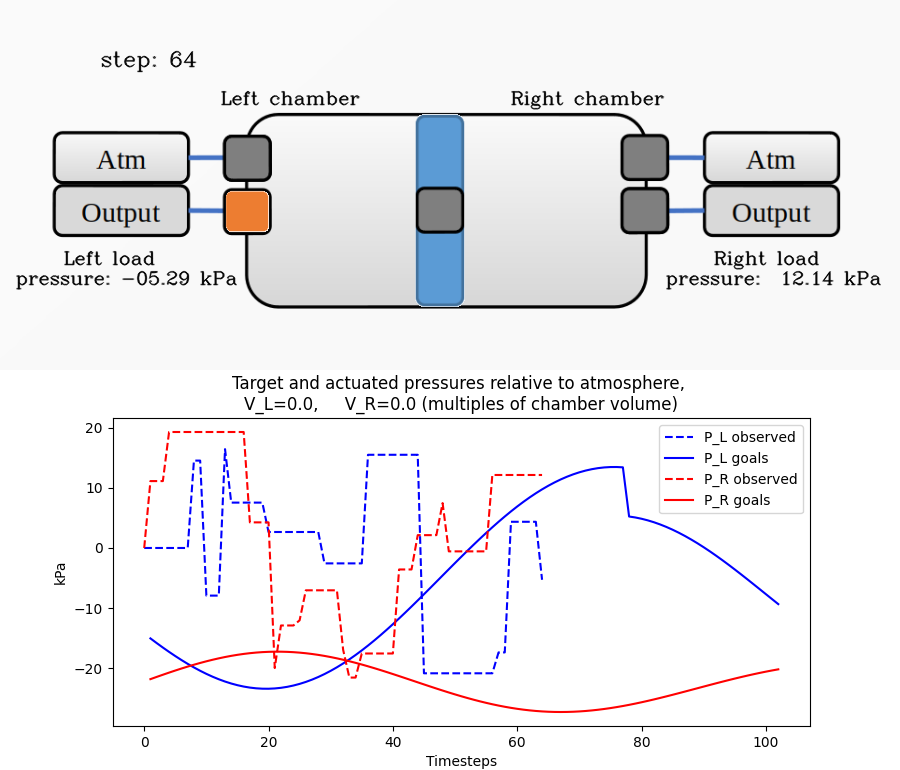 step: 64
Left chamber
Right chamber
Atm
Atm
Output
Output
Left load
pressure: −05.29 kPa
Right load
pressure:  12.14 kPa
Target and actuated pressures relative to atmosphere,
V_L=0.0,     V_R=0.0 (multiples of chamber volume)
P_L observed
P_L goals
P_R observed
P_R goals
20
10
0
−10
−20
kPa
0
20
40
60
80
100
Timesteps